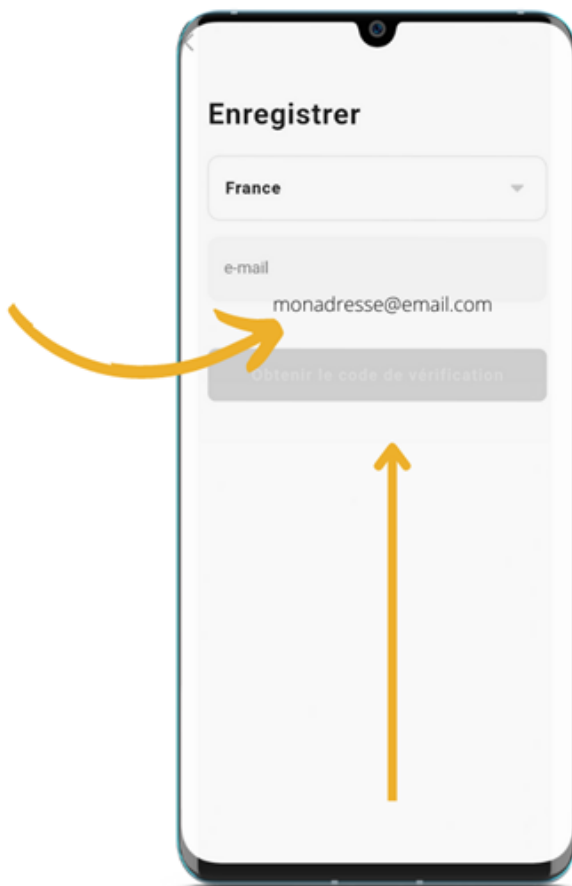 Enregistrer
France
e-mail
monadresse@email.com
Obtenir le code de vérification